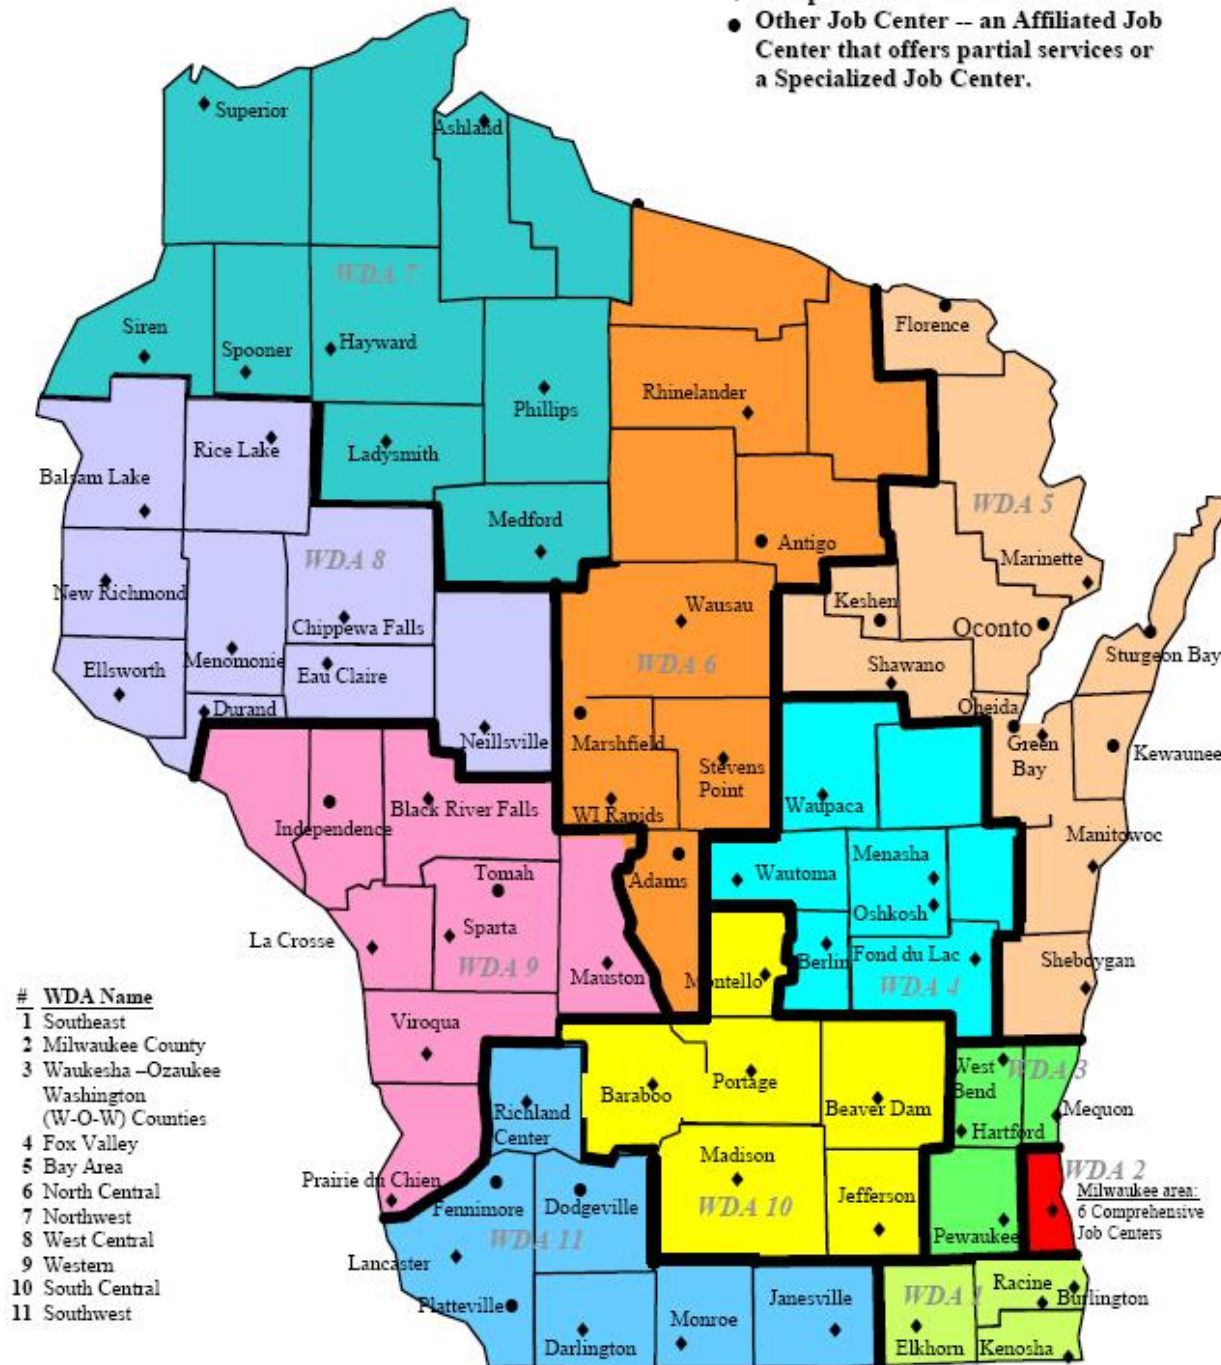 ● Other Job Center -- an Affiliated Job
Center that offers partial services or
a Specialized Job Center.
Superior
Ashland
WDA 7
Siren
Spooner
Hayward
Florence
Phillips
Rhinelander
Rice Lake
Ladysmith
Balsam Lake
WDA 5
Medford
Antigo
WDA 8
Marinette
New Richmond
Keshen
Wausau
Chippewa Falls
Oconto
Sturgeon Bay
Ellsworth
Menomonie
Eau Claire
WDA 6
Shawano
Durand
Oneida
Neillsville
Marshfield
Green
Bay
Kewaunee
Stevens
Point
Black River Falls
Waupaca
Independence
WI Rapids
Manitowoc
Tomah
Adams
Wautoma
Menasha
Oshkosh
La Crosse
Sparta
WDA 9
Mauston
Montello
Berlin
Fond du Lac
WDA 4
Sheboygan
# WDA Name
1 Southeast
2 Milwaukee County
3 Waukesha –Ozaukee
Washington
(W-O-W) Counties
4 Fox Valley
5 Bay Area
6 North Central
7 Northwest
8 West Central
9 Western
10 South Central
11 Southwest
Viroqua
West
Bend
WDA 3
Baraboo
Portage
Beaver Dam
Mequon
Richland
Center
Hartford
Prairie du Chien
Madison
WDA 2
Milwaukee area:
6 Comprehensive
Job Centers
Fennimore
Dodgeville
WDA 10
Jefferson
Pewaukee
WDA 11
Lancaster
Platteville
Janesville
WDA 1
Racine
Burlington
Monroe
Darlington
Elkhorn
Kenosha